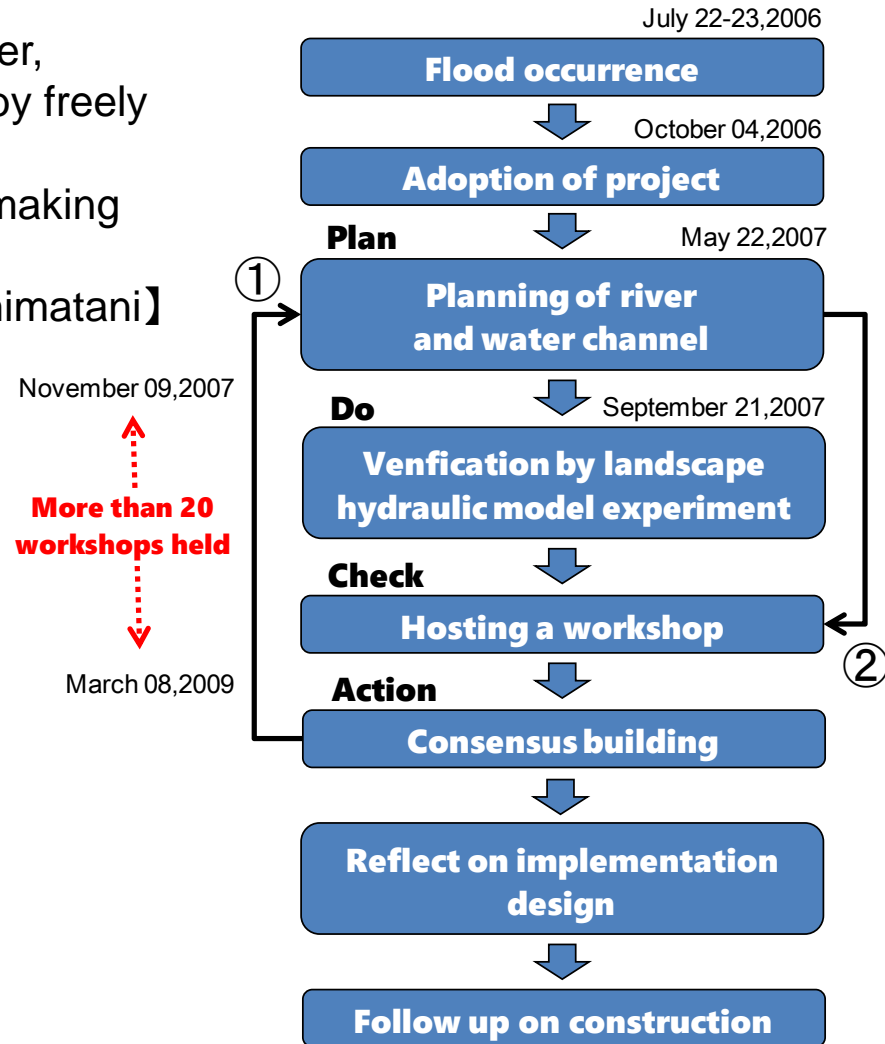 er,
oy freely
making
himatani】
July 22-23,2006
Flood occurrence
October 04,2006
Adoption of project
Plan
May 22,2007
①
Planning of river
and water channel
November 09,2007
Do
September 21,2007
Venfication by landscape
hydraulic model experiment
More than 20
workshops held
Check
Hosting a workshop
②
March 08,2009
Action
Consensus building
Reflect on implementation
design
Follow up on construction